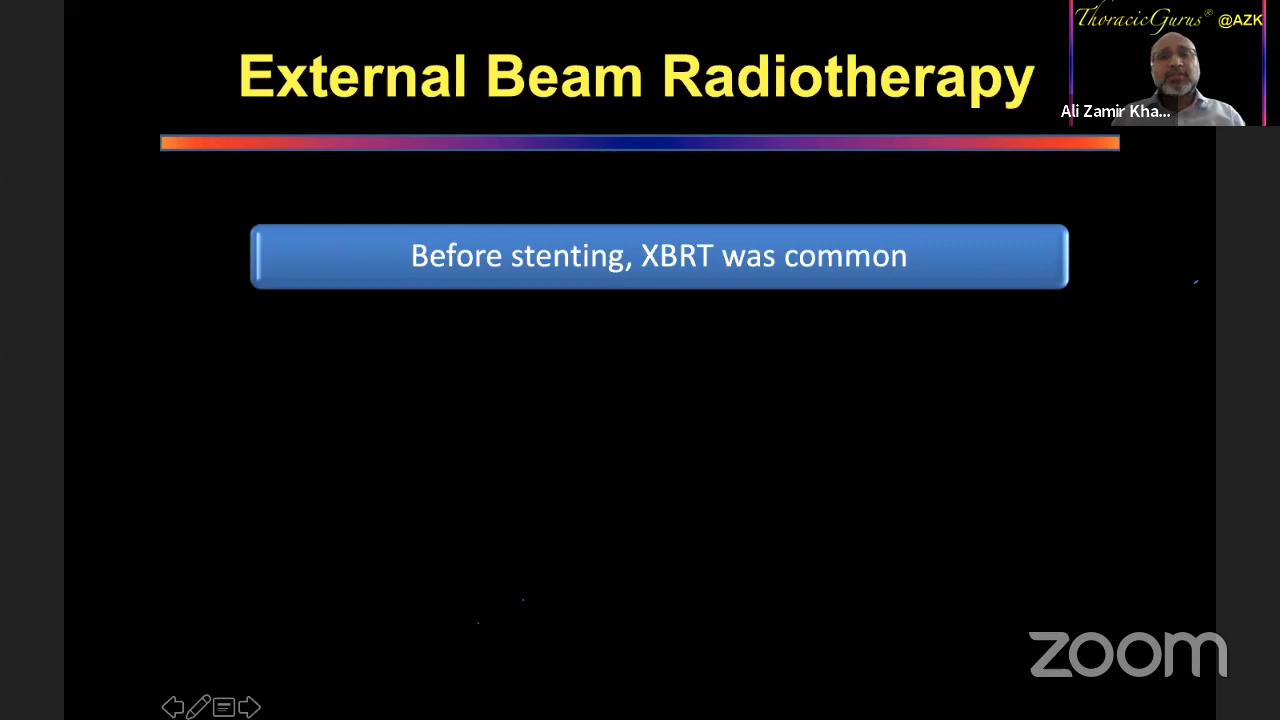 ThoracicGurus® @AZK
External Beam Radiotherapy
Ali Zamir Kha...
Before stenting, XBRT was common
zoom